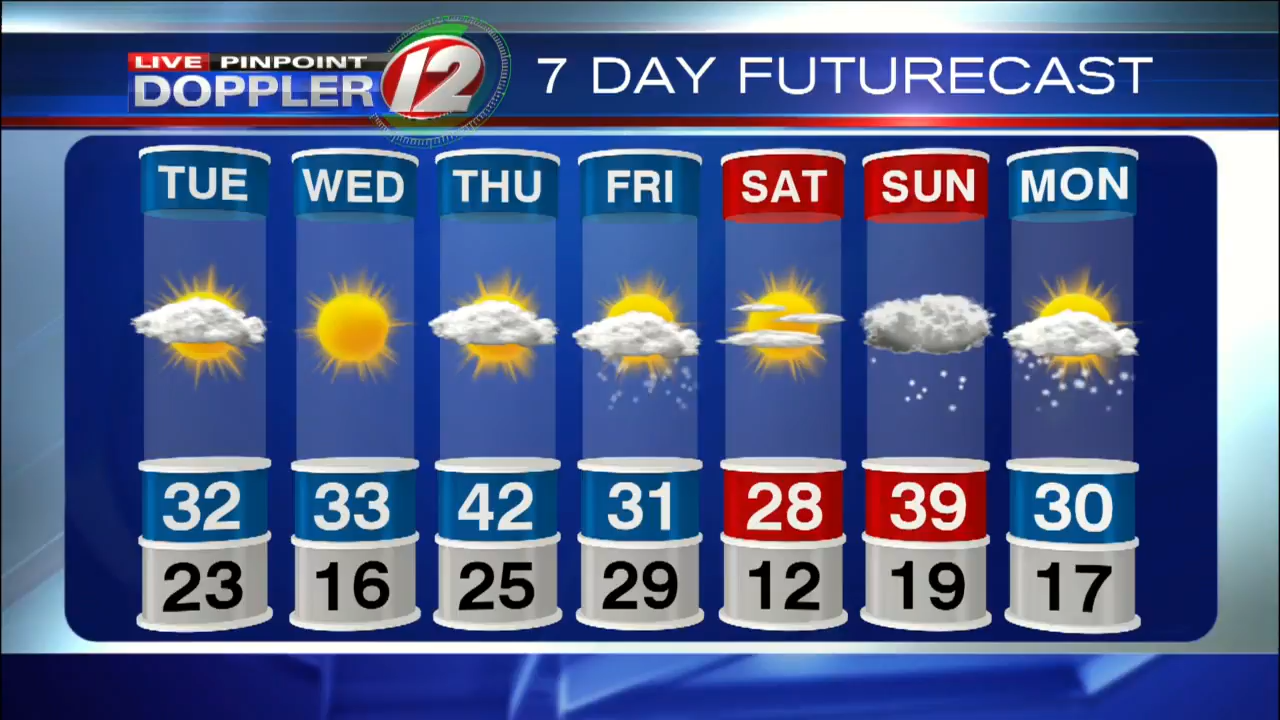 LIVE PINPOINT
DOPPLER 12
7 DAY FUTURECAST
TUE WED THU FRI SAT SUN MON
32 33 42 31 28 39 30
23 16 25 29 12 19 17